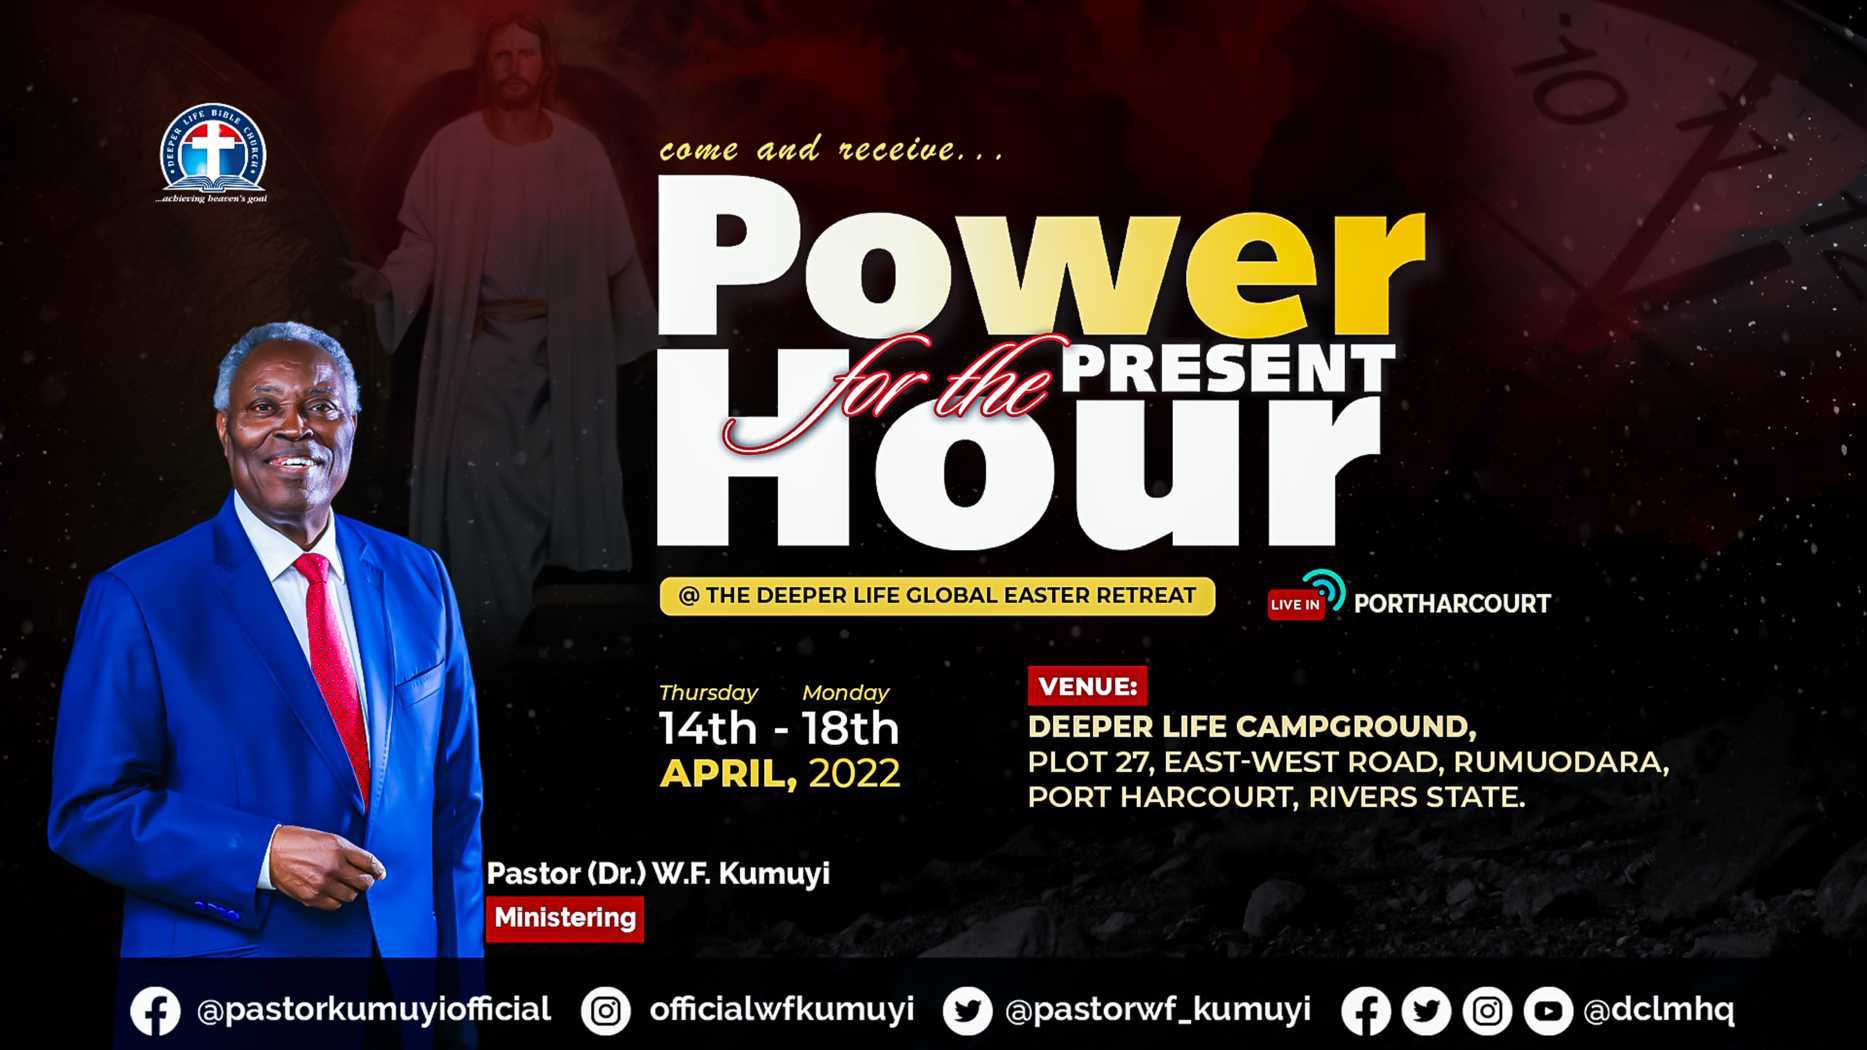 DEEPER LIFE BIBLE CHURCH
...achieving heaven's goal
10
come and receive...
Power
for the PRESENT
Hour
@ THE DEEPER LIFE GLOBAL EASTER RETREAT
LIVE IN PORTHARCOURT
Thursday Monday
14th - 18th
APRIL, 2022
VENUE:
DEEPER LIFE CAMPGROUND,
PLOT 27, EAST-WEST ROAD, RUMUODARA,
PORT HARCOURT, RIVERS STATE.
Pastor (Dr.) W.F. Kumuyi
Ministering
@pastorkumuyiofficial officialwfkumuyi @pastorwf_kumuyi @dclmhq